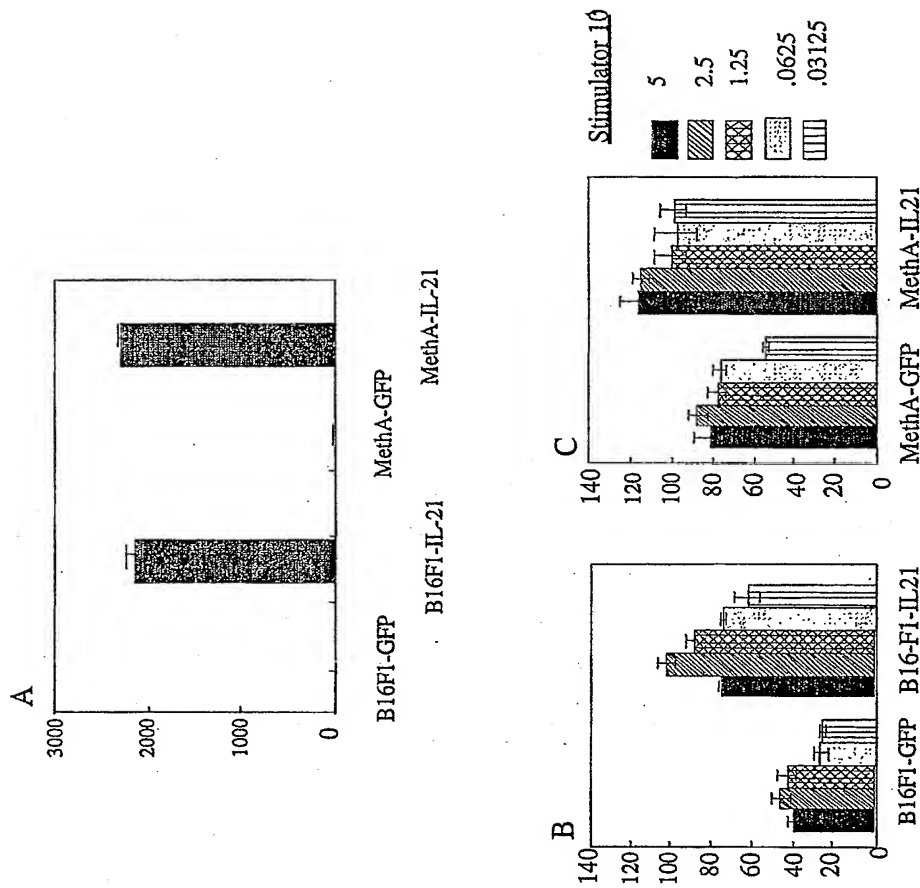 A
3000
2000
1000
0
B16F1-GFP
B16F1-IL-21
MethA-GFP
MethA-IL-21
B
140
120
100
80
60
40
20
0
B16F1-GFP
B16-F1-IL21
C
140
120
100
80
60
40
20
0
MethA-GFP
MethA-IL21
Stimulator 10
5
2.5
1.25
.0625
.03125